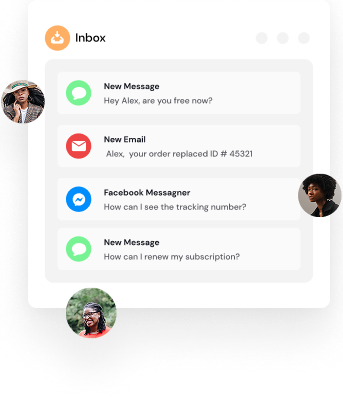 Inbox
New Message
Hey Alex, are you free now?
New Email
Alex, your order replaced ID # 45321
Facebook Messagner
How can I see the tracking number?
New Message
How can I renew my subscription?